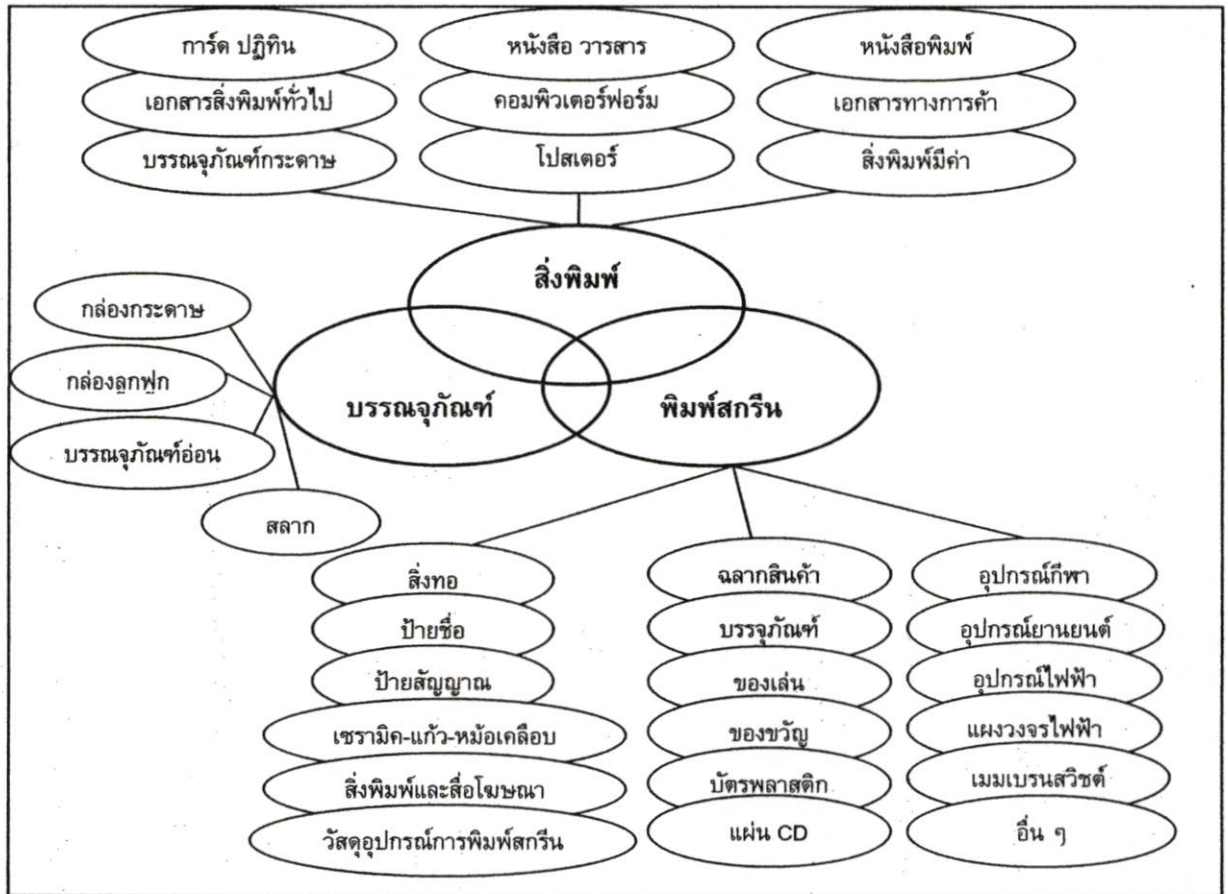 การ์ด ปฏิทิน
หนังสือ วารสาร
หนังสือพิมพ์
เอกสารสิ่งพิมพ์ทั่วไป
คอมพิวเตอร์ฟอร์ม
เอกสารทางการค้า
บรรณจุภัณฑ์กระดาษ
โปสเตอร์
สิ่งพิมพ์มีค่า
สิ่งพิมพ์
กล่องกระดาษ
กล่องลูกฟูก
บรรณจุภัณฑ์อ่อน
สลาก
บรรณจุภัณฑ์
พิมพ์สกรีน
สิ่งทอ
ป้ายชื่อ
ป้ายสัญญาณ
เซรามิค-แก้ว-หม้อเคลือบ
สิ่งพิมพ์และสื่อโฆษณา
วัสดุอุปกรณ์การพิมพ์สกรีน
ฉลากสินค้า
บรรจุภัณฑ์
ของเล่น
ของขวัญ
บัตรพลาสติก
แผ่น CD
อุปกรณ์กีฬา
อุปกรณ์ยานยนต์
อุปกรณ์ไฟฟ้า
แผงวงจรไฟฟ้า
เมมเบรนสวิชต์
อื่น ๆ